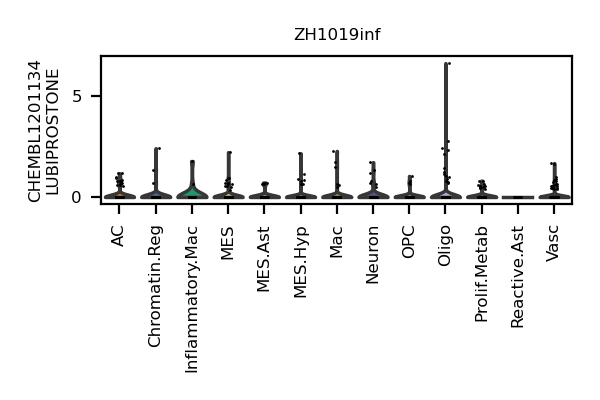 ZH1019inf
CHEMBL1201134
LUBIPROSTONE
5
0
AC
Chromatin.Reg
Inflammatory.Mac
MES
MES.Ast
MES.Hyp
Mac
Neuron
OPC
Oligo
Prolif.Metab
Reactive.Ast
Vasc